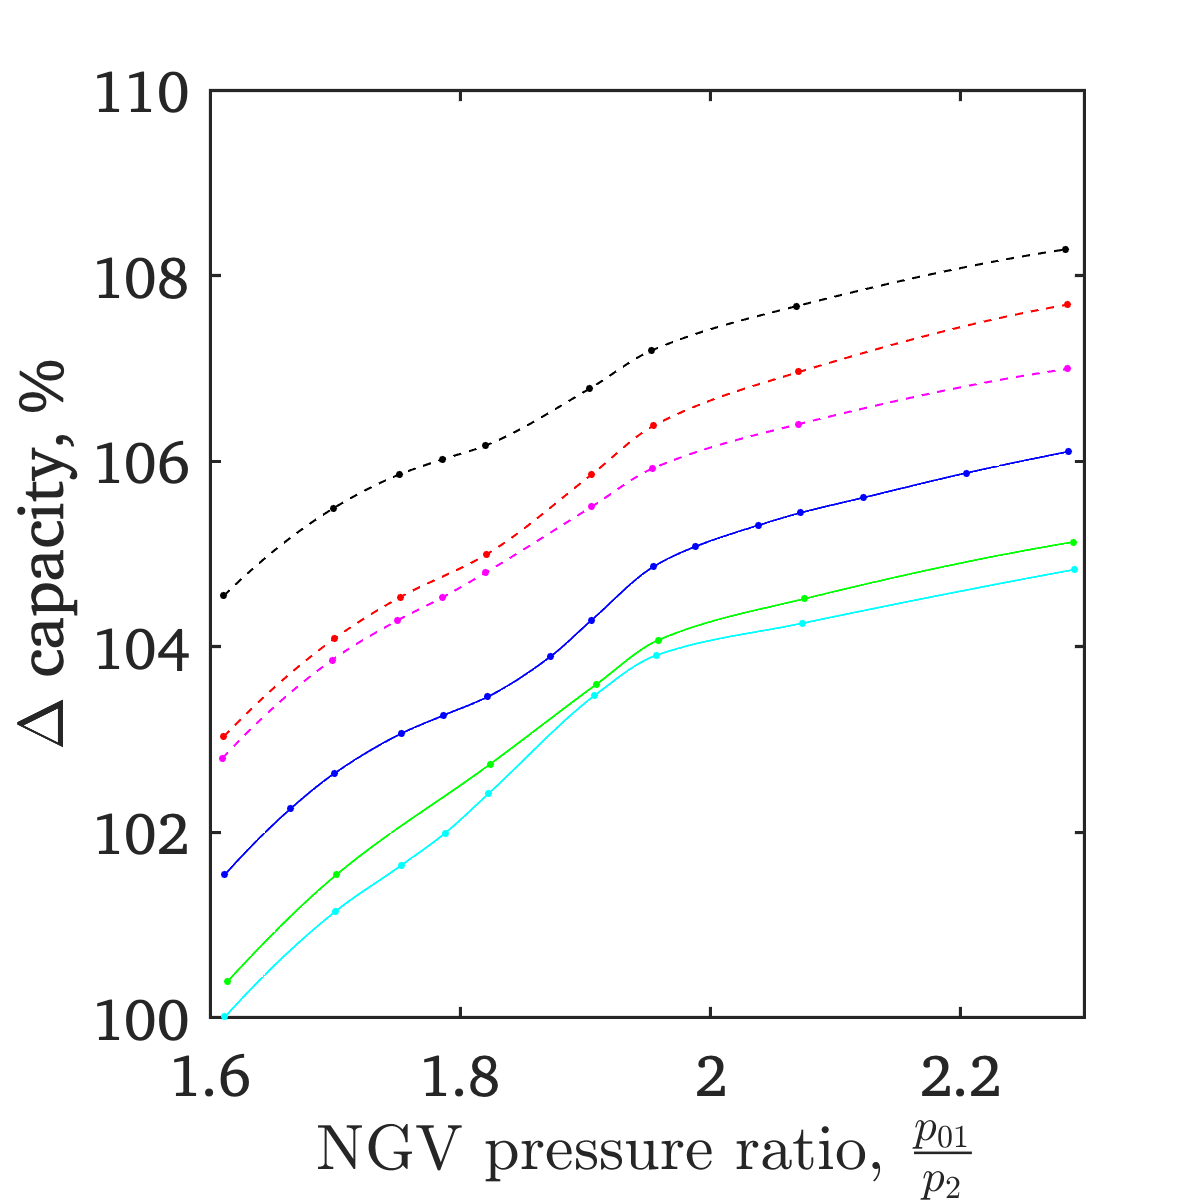 110
108
106
104
102
100
Δ capacity, %
1.6 1.8 2 2.2
NGV pressure ratio, p01/p2